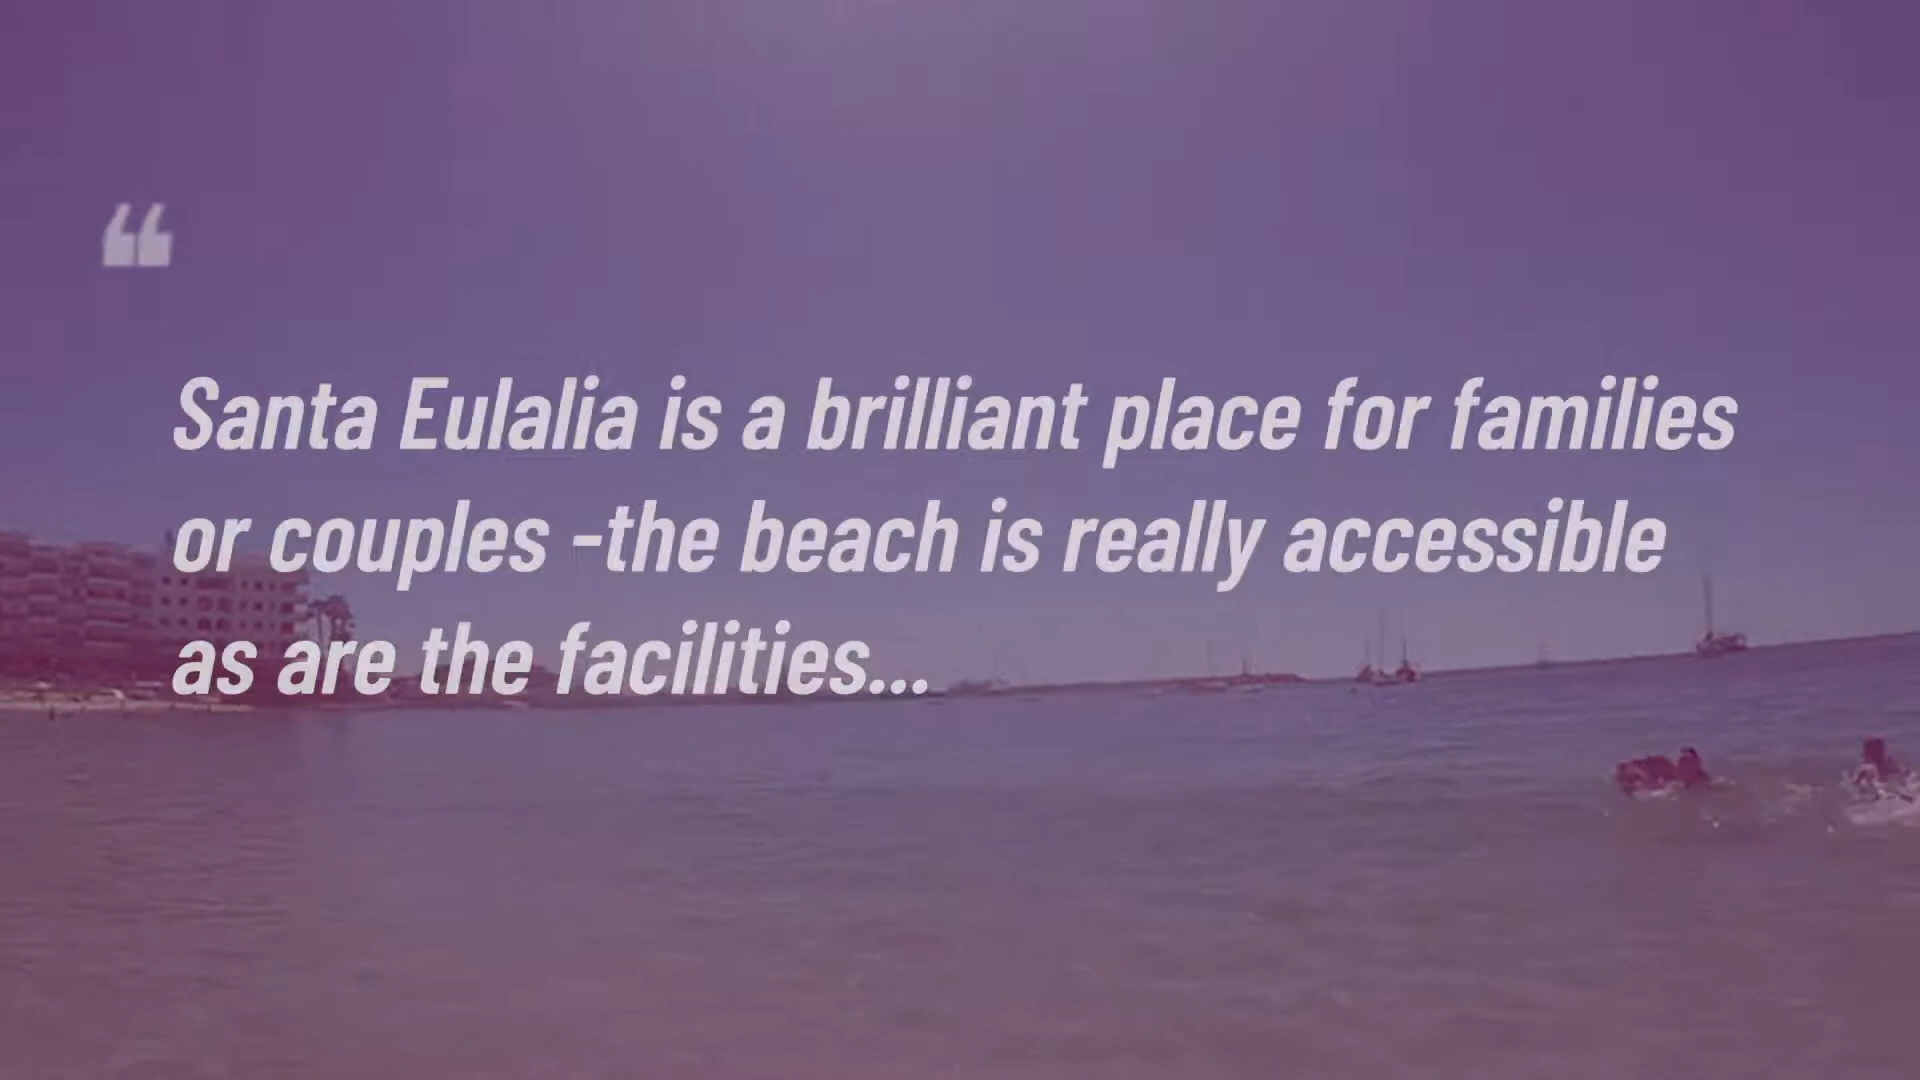 “
Santa Eulalia is a brilliant place for families
or couples -the beach is really accessible
as are the facilities...